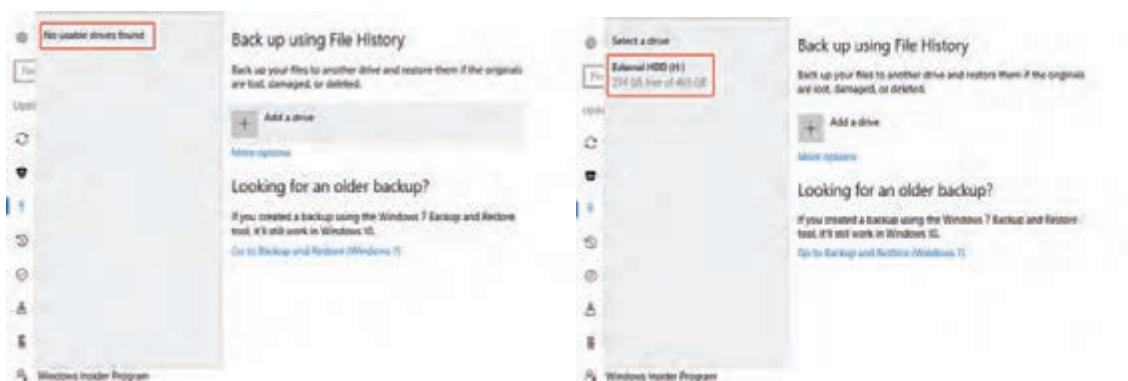 No usable drives found
Back up using File History
Back up your files to another drive and restore them if the originals
are lost, damaged, or deleted.
Add a drive
More options
Looking for an older backup?
If you created a backup using the Windows 7 Backup and Restore
tool, it'll still work in Windows 10.
Go to Backup and Restore (Windows 7)
Windows Insider Program
Select a drive
External HDD (H:)
Back up using File History
Back up your files to another drive and restore them if the originals
are lost, damaged, or deleted.
Add a drive
More options
Looking for an older backup?
If you created a backup using the Windows 7 Backup and Restore
tool, it'll still work in Windows 10.
Go to Backup and Restore (Windows 7)
Windows Insider Program